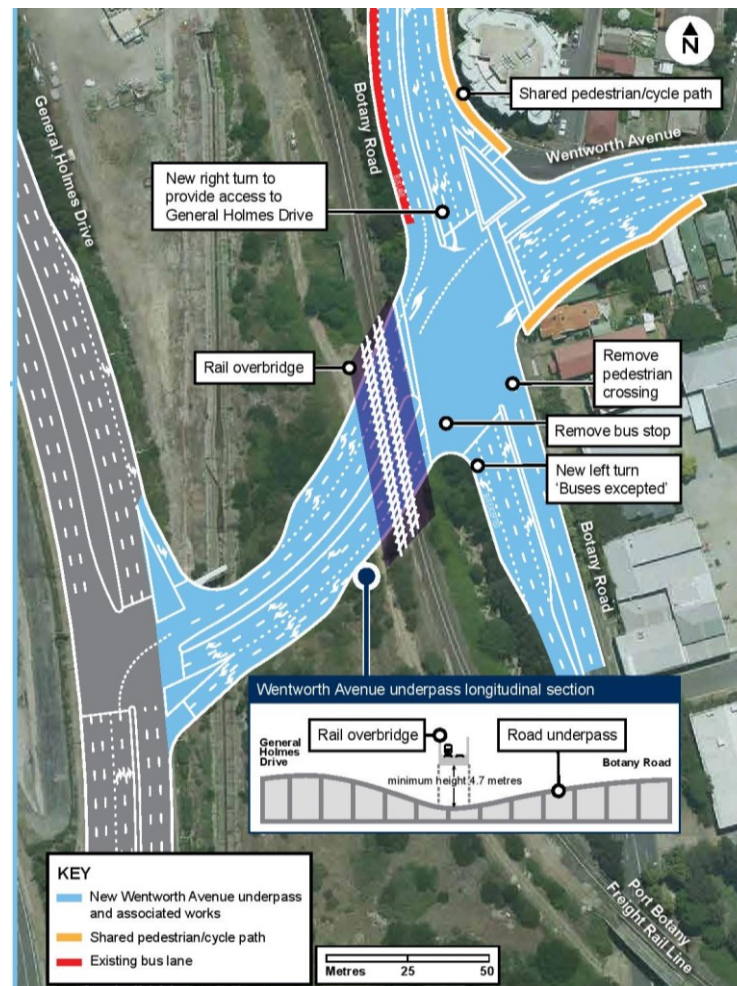 N
Shared pedestrian/cycle path
General Holmes Drive
Botany Road
Wentworth Avenue
New right turn to
provide access to
General Holmes Drive
Rail overbridge
Remove
pedestrian
crossing
Remove bus stop
New left turn
‘Buses excepted’
Botany Road
Wentworth Avenue underpass longitudinal section
Rail overbridge
Road underpass
General
Holmes
Drive
Botany Road
minimum height 4.7 metres
KEY
New Wentworth Avenue underpass
and associated works
Shared pedestrian/cycle path
Existing bus lane
Metres 25 50
Port Botany
Freight Rail Line